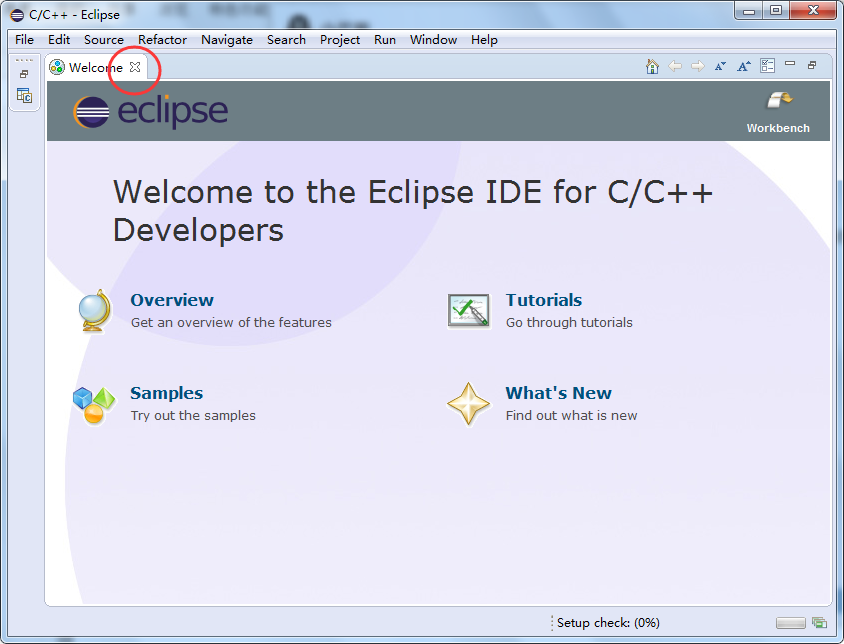 C/C++ - Eclipse
File Edit Source Refactor Navigate Search Project Run Window Help
Welcome
eclipse
Workbench
Welcome to the Eclipse IDE for C/C++
Developers
Overview
Get an overview of the features
Tutorials
Go through tutorials
Samples
Try out the samples
What's New
Find out what is new
Setup check: (0%)